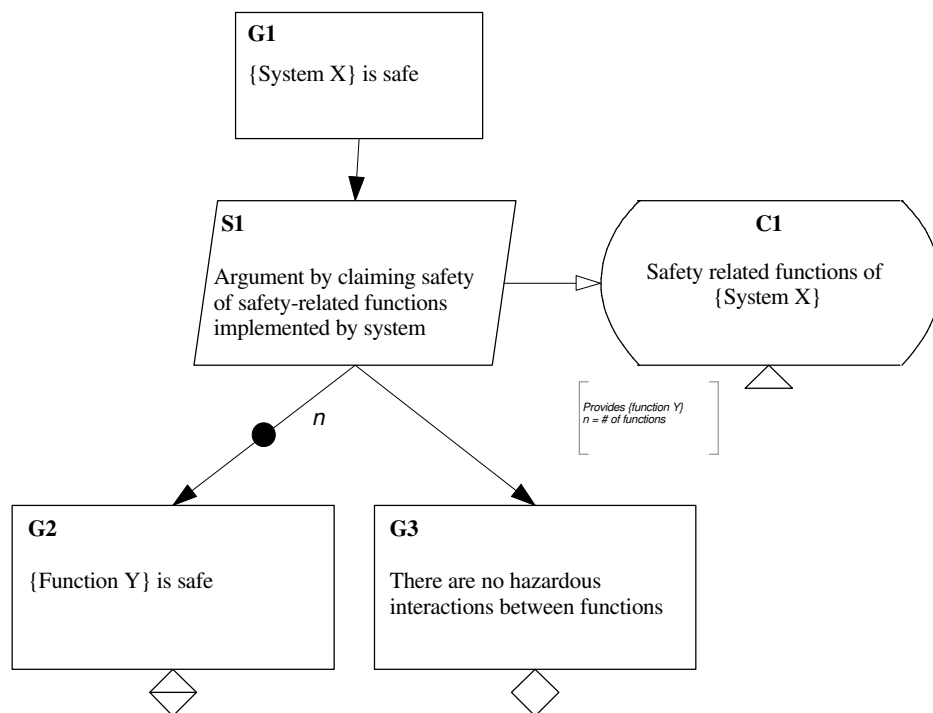 G1
{System X} is safe
S1
Argument by claiming safety
of safety-related functions
implemented by system
C1
Safety related functions of
{System X}
Provides {function Y}
n = # of functions
n
G2
{Function Y} is safe
G3
There are no hazardous
interactions between functions